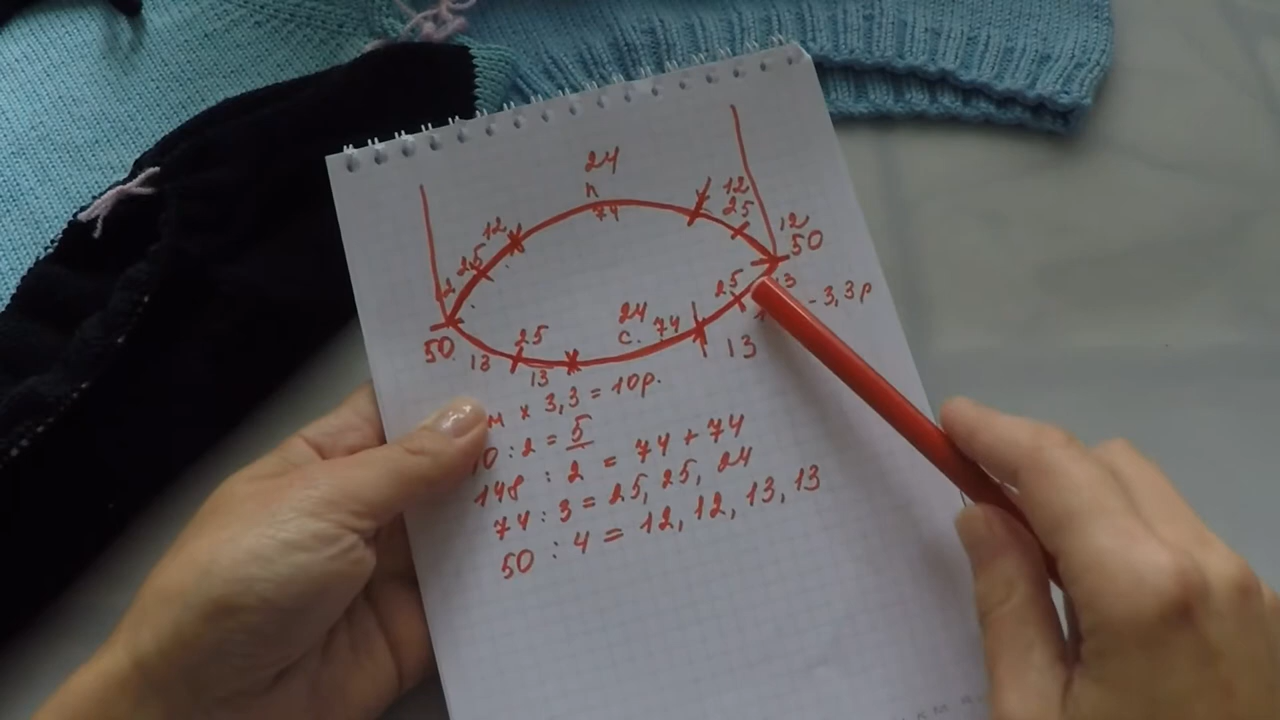 24
п
74
12
25
12
50
12
25
50
13
25
13
24
с. 74
13
25
13
- 3,3р
м х 3,3 = 10р.
10 : 2 = 5
148 : 2 = 74 + 74
74 : 3 = 25, 25, 24
50 : 4 = 12, 12, 13, 13